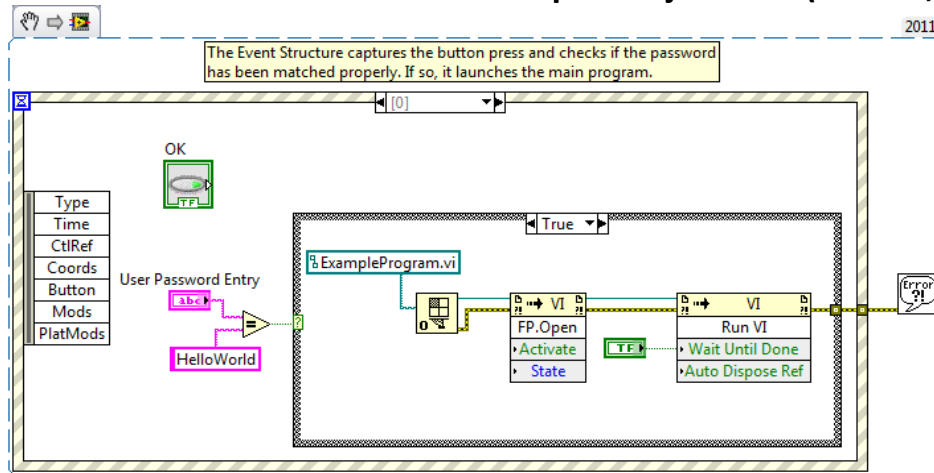 2011
The Event Structure captures the button press and checks if the password
has been matched properly. If so, it launches the main program.
[0]
OK
TF
Type
Time
CtlRef
Coords
Button
Mods
PlatMods
User Password Entry
abc
=
HelloWorld
?
True
ExampleProgram.vi
VI
FP.Open
Activate
State
VI
Run VI
Wait Until Done
Auto Dispose Ref
TF
Error
?!